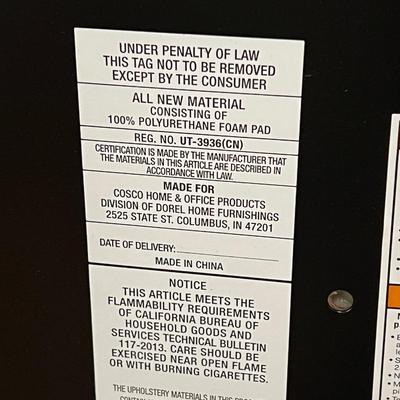 UNDER PENALTY OF LAW
THIS TAG NOT TO BE REMOVED
EXCEPT BY THE CONSUMER
ALL NEW MATERIAL
CONSISTING OF
100% POLYURETHANE FOAM PAD
REG. NO. UT-3936(CN)
CERTIFICATION IS MADE BY THE MANUFACTURER THAT
THE MATERIALS IN THIS ARTICLE ARE DESCRIBED IN
ACCORDANCE WITH LAW.
MADE FOR
COSCO HOME & OFFICE PRODUCTS
DIVISION OF DOREL HOME FURNISHINGS
2525 STATE ST. COLUMBUS, IN 47201
DATE OF DELIVERY:
MADE IN CHINA
NOTICE
THIS ARTICLE MEETS THE
FLAMMABILITY REQUIREMENTS
OF CALIFORNIA BUREAU OF
HOUSEHOLD GOODS AND
SERVICES TECHNICAL BULLETIN
117-2013. CARE SHOULD BE
EXERCISED NEAR OPEN FLAME
OR WITH BURNING CIGARETTES.
THE UPHOLSTERY MATERIALS IN THIS PRODUCT